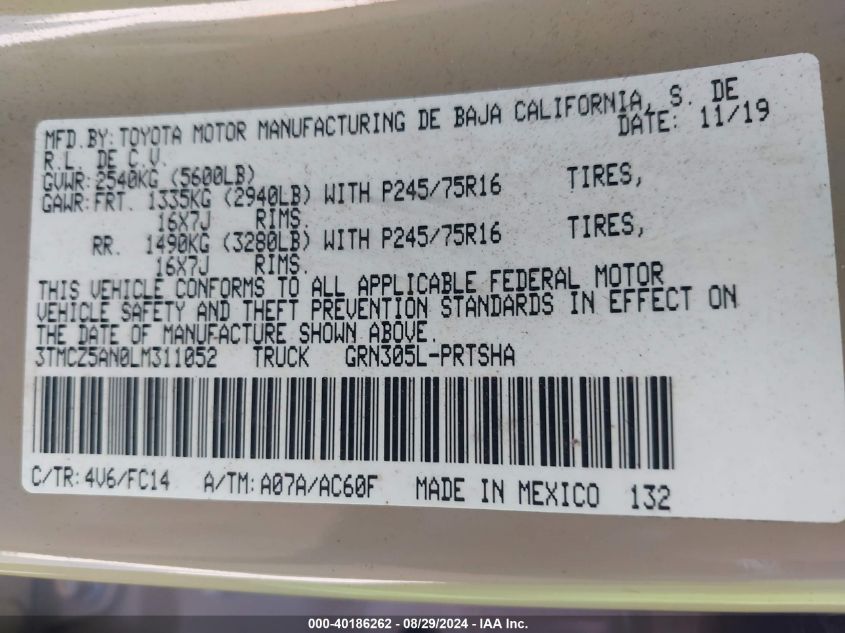 MFD.BY: TOYOTA MOTOR MANUFACTURING DE BAJA CALIFORNIA, S. DE
R.L. DE C.V. DATE: 11/19
GVWR: 2540KG (5600LB)
GAWR: FRT. 1335KG (2940LB) WITH P245/75R16 TIRES,
16X7J RIMS.
RR. 1490KG (3280LB) WITH P245/75R16 TIRES,
16X7J RIMS.
THIS VEHICLE CONFORMS TO ALL APPLICABLE FEDERAL MOTOR
VEHICLE SAFETY AND THEFT PREVENTION STANDARDS IN EFFECT ON
THE DATE OF MANUFACTURE SHOWN ABOVE.
3TMCZ5AN0LM311052 TRUCK GRN305L-PRTSHA
C/TR: 4V6/FC14 A/TM: A07A/AC60F MADE IN MEXICO 132
000-40186262 - 08/29/2024 - IAA Inc.